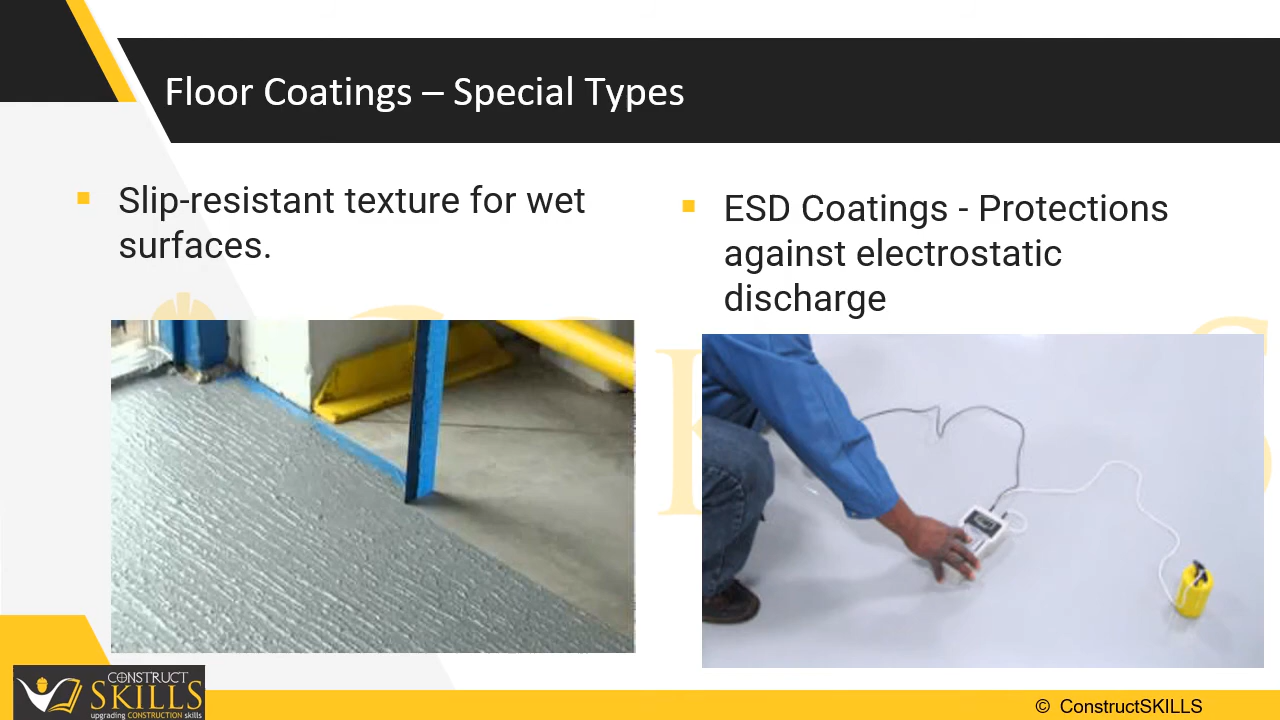 Floor Coatings – Special Types
Slip-resistant texture for wet
surfaces.
ESD Coatings - Protections
against electrostatic
discharge
CONSTRUCT
SKILLS
upgrading CONSTRUCTION skills
© ConstructSKILLS